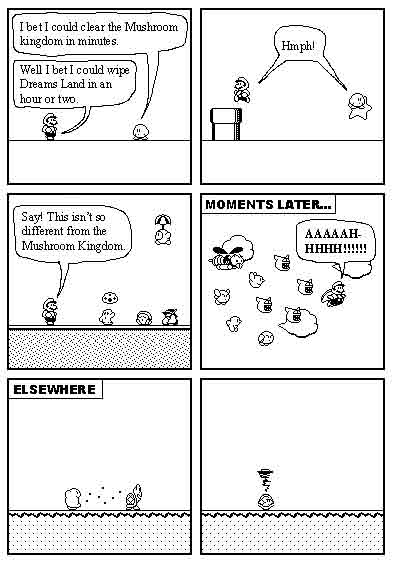 I bet I could clear the Mushroom
kingdom in minutes.
Well I bet I could wipe
Dreams Land in an
hour or two.
Hmph!
Say! This isn't so
different from the
Mushroom Kingdom.
MOMENTS LATER...
AAAAAH-
HHHH!!!!!!
ELSEWHERE